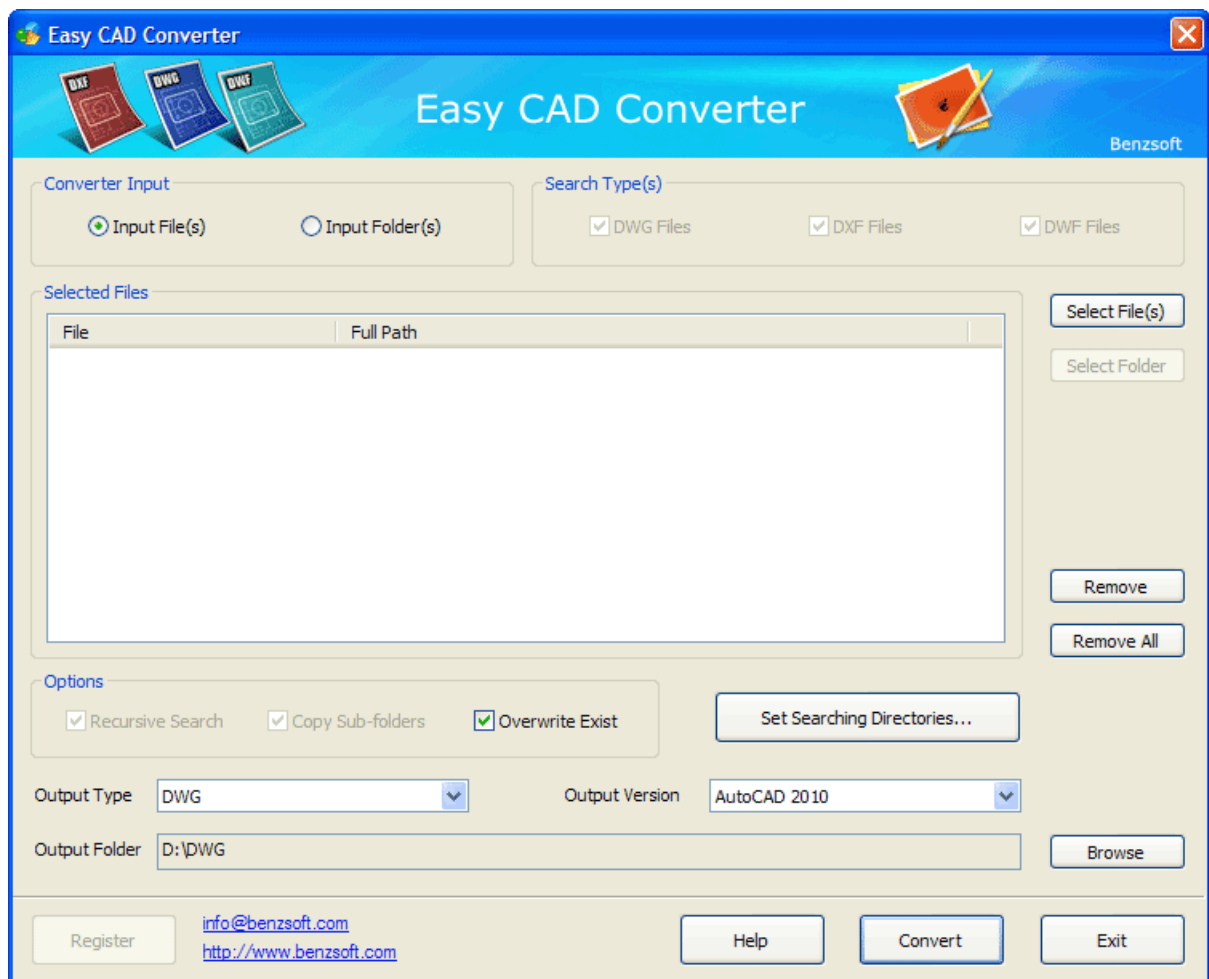 Easy CAD Converter
DXF DWG DWF
Easy CAD Converter
Benzsoft
Converter Input
Input File(s) Input Folder(s)
Search Type(s)
DWG Files DXF Files DWF Files
Selected Files
File Full Path
Select File(s)
Select Folder
Remove
Remove All
Options
Recursive Search Copy Sub-folders Overwrite Exist
Set Searching Directories...
Output Type DWG Output Version AutoCAD 2010
Output Folder D:\DWG Browse
Register
info@benzsoft.com
http://www.benzsoft.com
Help Convert Exit